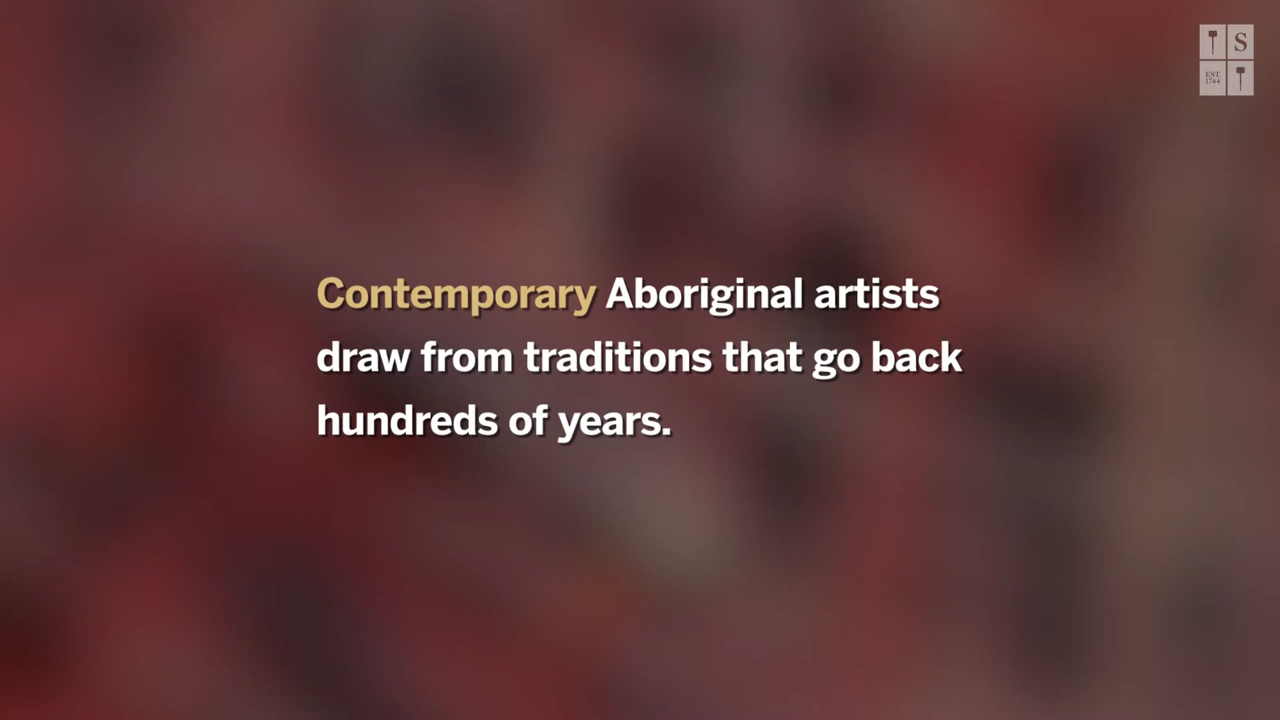 S
EST.
1744
Contemporary Aboriginal artists
draw from traditions that go back
hundreds of years.